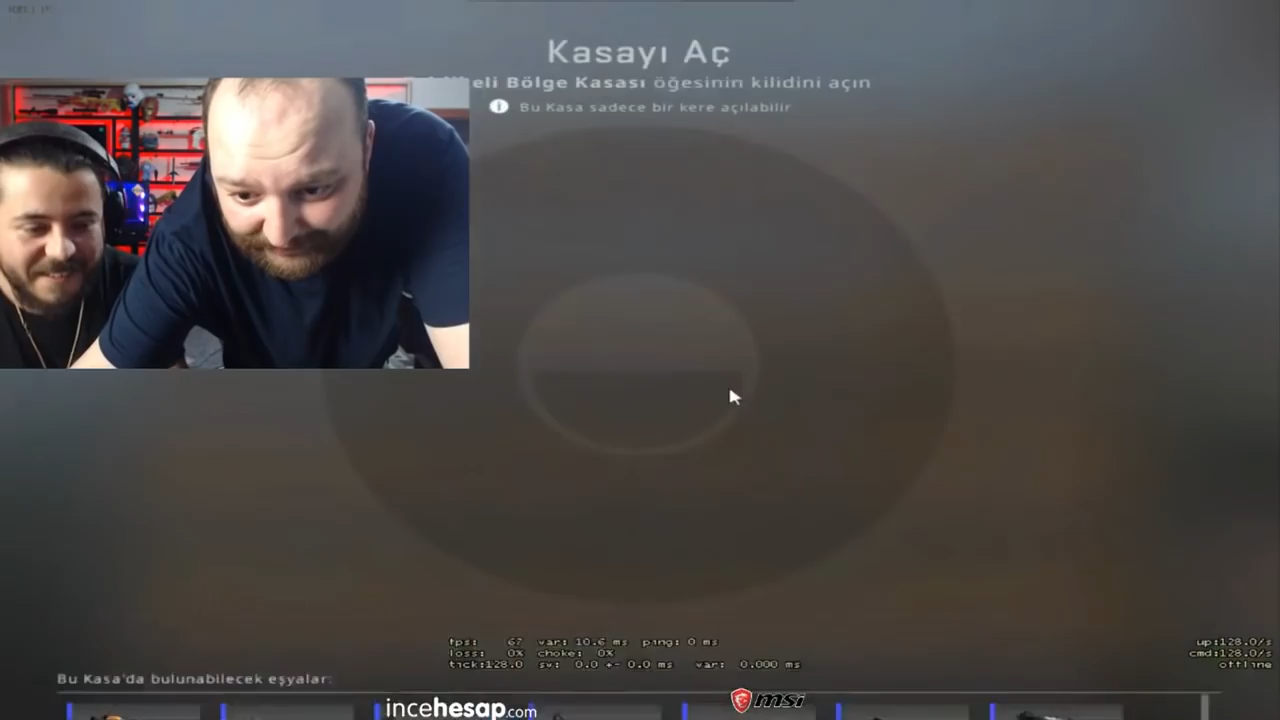 Kasayı Aç
eli Bölge Kasası öğesinin kilidini açın
Bu Kasa sadece bir kere açılabilir
fps: 67 var: 10.6 ms ping: 0 ms
loss: 0% choke: 0%
tick:128.0 sv: 0.0 +- 0.0 ms var: 0.000 ms
up:128.0/s
cmd:128.0/s
offline
Bu Kasa'da bulunabilecek eşyalar:
incehesap.com
msi